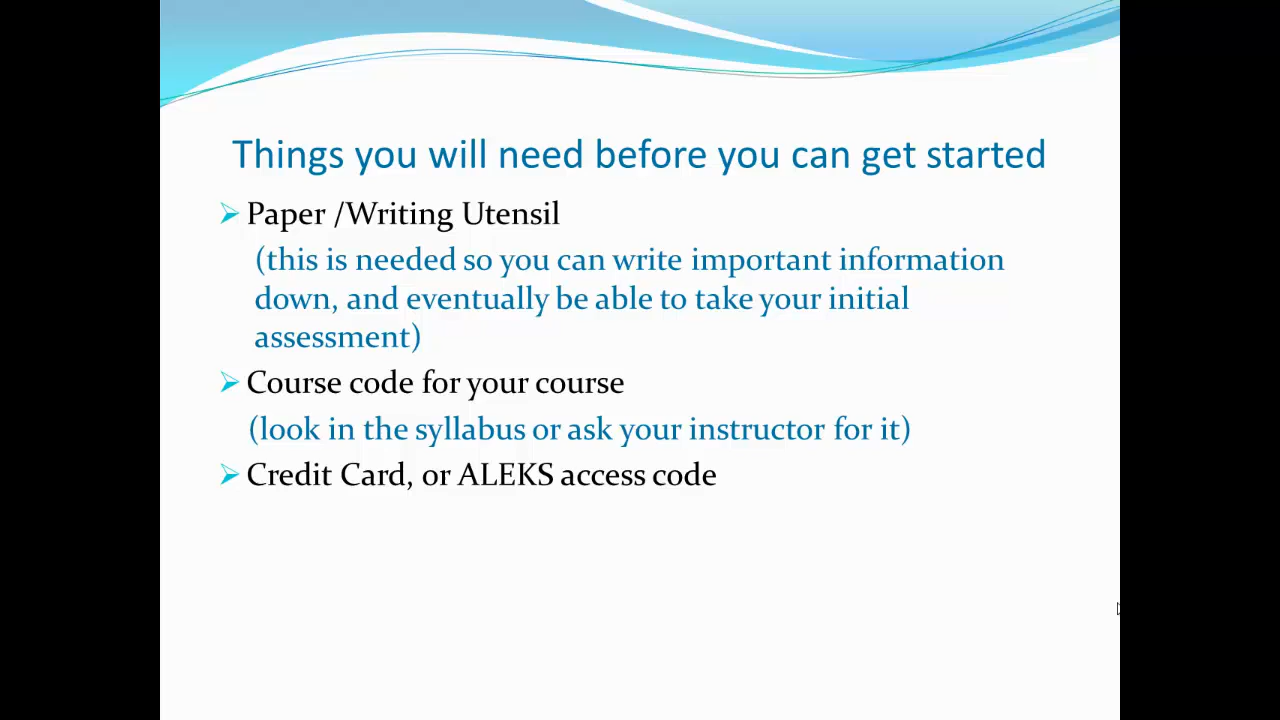 Things you will need before you can get started
Paper /Writing Utensil
(this is needed so you can write important information
down, and eventually be able to take your initial
assessment)
Course code for your course
(look in the syllabus or ask your instructor for it)
Credit Card, or ALEKS access code